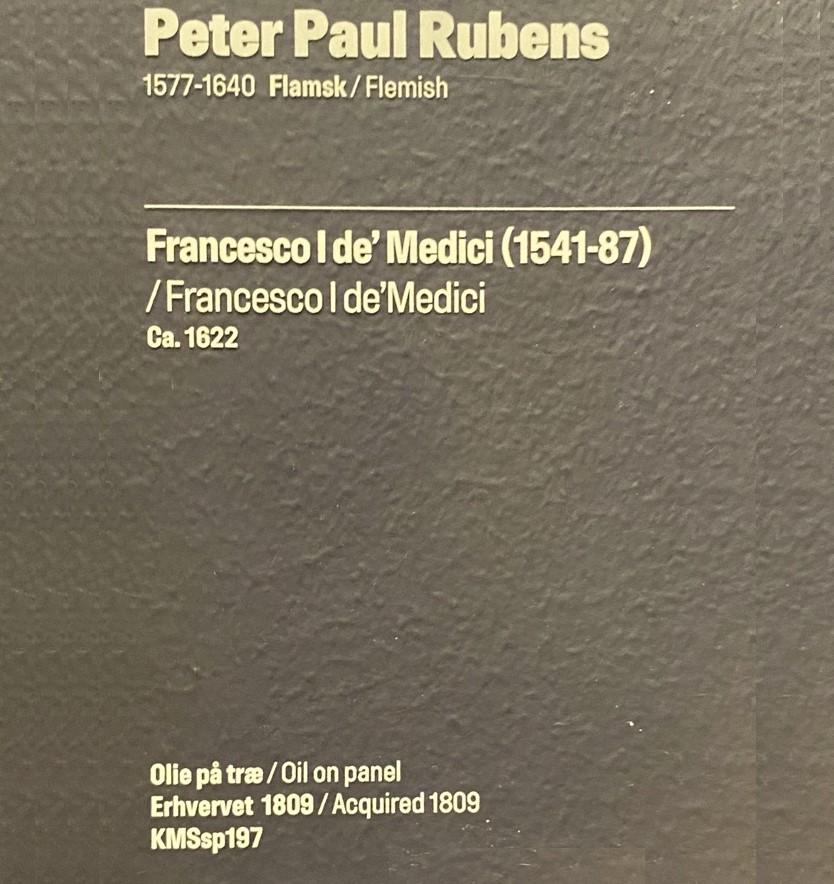 Peter Paul Rubens
1577-1640 Flamsk / Flemish
Francesco I de’ Medici (1541-87)
/ Francesco I de’Medici
Ca. 1622
Olie på træ / Oil on panel
Erhvervet 1809 / Acquired 1809
KMSsp197